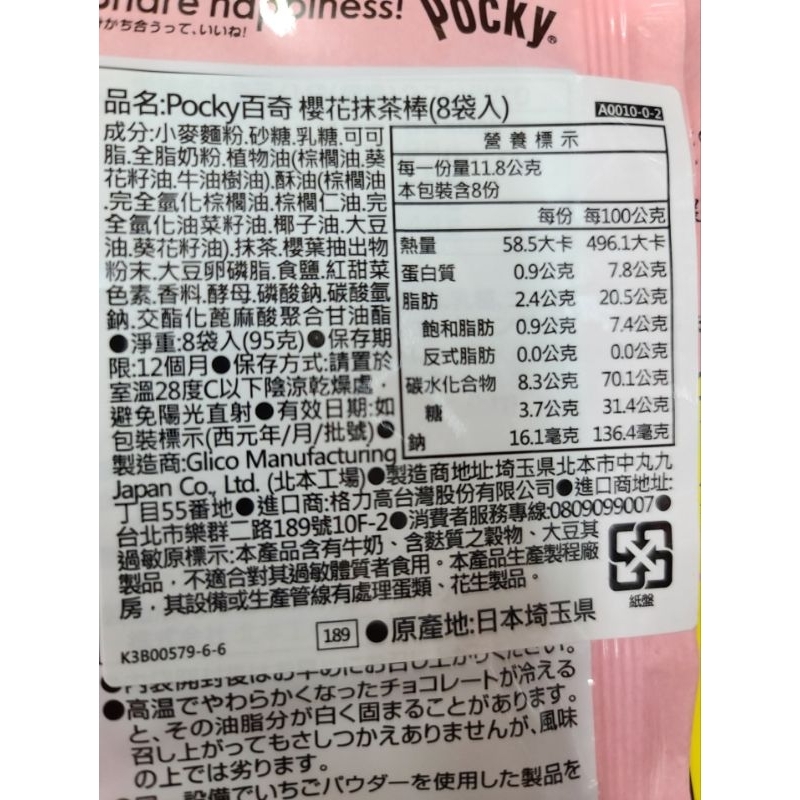 Share happiness!
分かち合うって、いいね!
Pocky
品名:Pocky百奇 櫻花抹茶棒(8袋入)
A0010-0-2
成分:小麥麵粉.砂糖.乳糖.可可
脂.全脂奶粉.植物油(棕櫚油.葵
花籽油.牛油樹油).酥油(棕櫚油
.完全氫化棕櫚油.棕櫚仁油.完
全氫化油菜籽油.椰子油.大豆
油.葵花籽油).抹茶.櫻葉抽出物
粉末.大豆卵磷脂.食鹽.紅甜菜
色素.香料.酵母.磷酸鈉.碳酸氫
鈉.交酯化蓖麻酸聚合甘油酯
●淨重:8袋入(95克)●保存期
限:12個月●保存方式:請置於
室溫28度C以下陰涼乾燥處，
避免陽光直射●有效日期:如
包裝標示(西元年/月/批號)●
營養標示
每一份量11.8公克
本包裝含8份
每份 每100公克
熱量 58.5大卡 496.1大卡
蛋白質 0.9公克 7.8公克
脂肪 2.4公克 20.5公克
飽和脂肪 0.9公克 7.4公克
反式脂肪 0.0公克 0.0公克
碳水化合物 8.3公克 70.1公克
糖 3.7公克 31.4公克
鈉 16.1毫克 136.4毫克
製造商:Glico Manufacturing
Japan Co., Ltd. (北本工場)●製造商地址:埼玉県北本市中丸九
丁目55番地●進口商:格力高台灣股份有限公司●進口商地址:
台北市樂群二路189號10F-2●消費者服務專線:0809099007●
過敏原標示:本產品含有牛奶、含麩質之穀物、大豆其
製品，不適合對其過敏體質者食用。本產品生產製程廠
房，其設備或生產管線有處理蛋類、花生製品。
紙盤
189 ●原產地:日本埼玉県
K3B00579-6-6
●高温でやわらかくなったチョコレートが冷える
と、その油脂分が白く固まることがあります。
召し上がってもさしつかえありませんが、風味
の上では劣ります。
設備でいちごパウダーを使用した製品を